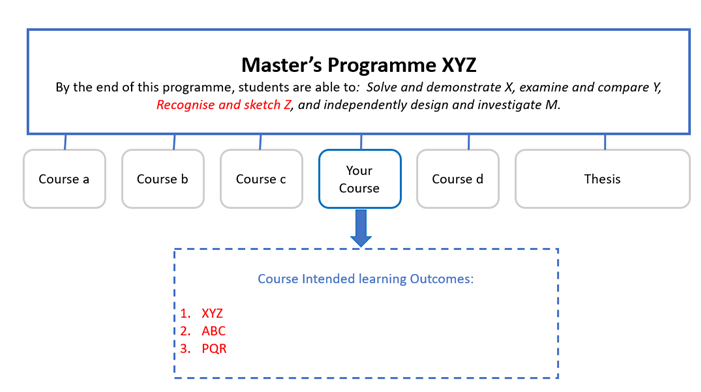 Master’s Programme XYZ
By the end of this programme, students are able to: Solve and demonstrate X, examine and compare Y,
Recognise and sketch Z, and independently design and investigate M.
Course a
Course b
Course c
Your
Course
Course d
Thesis
Course Intended learning Outcomes:
1. XYZ
2. ABC
3. PQR